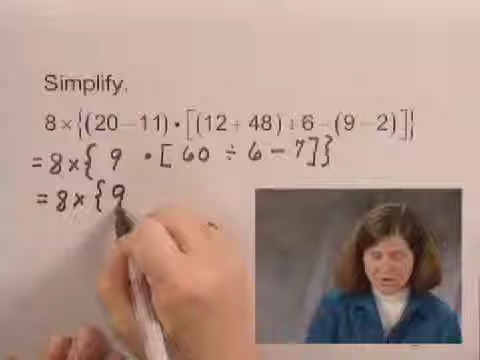 Simplify.
8×{(20−11)•[(12+48)÷6−(9−2)]}
=8×{ 9 •[ 60 ÷ 6 − 7]}
=8×{ 9